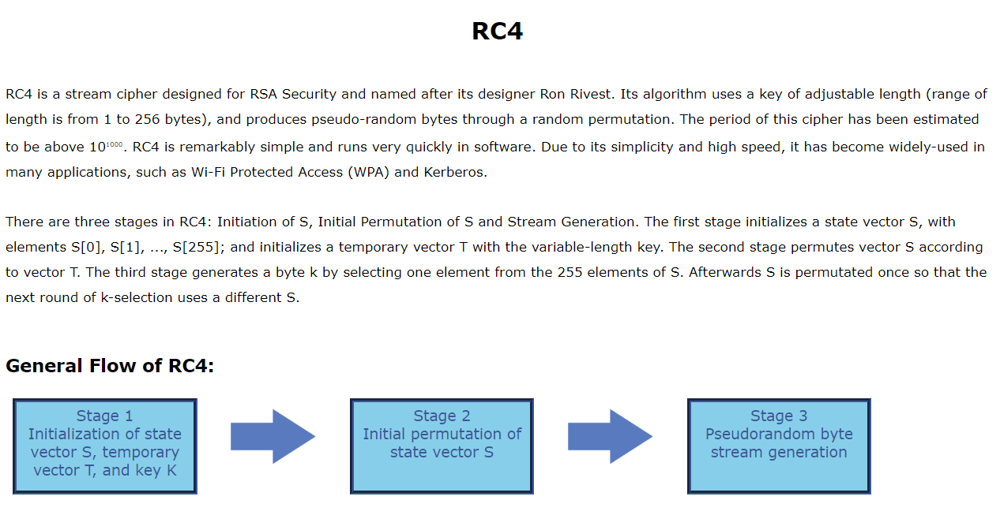 RC4
RC4 is a stream cipher designed for RSA Security and named after its designer Ron Rivest. Its algorithm uses a key of adjustable length (range of
length is from 1 to 256 bytes), and produces pseudo-random bytes through a random permutation. The period of this cipher has been estimated
to be above 10¹⁰⁰⁰. RC4 is remarkably simple and runs very quickly in software. Due to its simplicity and high speed, it has become widely-used in
many applications, such as Wi-Fi Protected Access (WPA) and Kerberos.
There are three stages in RC4: Initiation of S, Initial Permutation of S and Stream Generation. The first stage initializes a state vector S, with
elements S[0], S[1], ..., S[255]; and initializes a temporary vector T with the variable-length key. The second stage permutes vector S according
to vector T. The third stage generates a byte k by selecting one element from the 255 elements of S. Afterwards S is permutated once so that the
next round of k-selection uses a different S.
General Flow of RC4:
Stage 1
Initialization of state
vector S, temporary
vector T, and key K
Stage 2
Initial permutation of
state vector S
Stage 3
Pseudorandom byte
stream generation